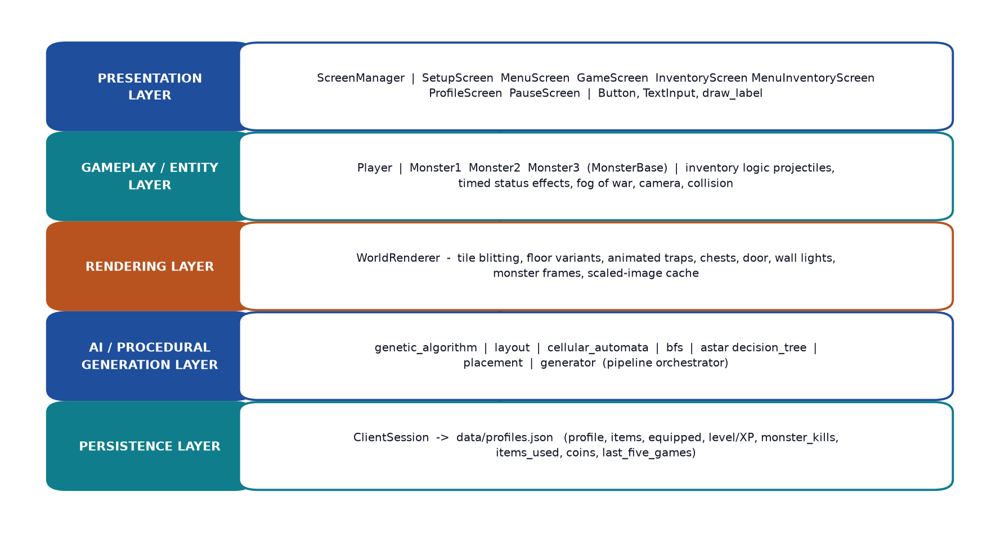 PRESENTATION
LAYER
ScreenManager | SetupScreen MenuScreen GameScreen InventoryScreen MenuInventoryScreen
ProfileScreen PauseScreen | Button, TextInput, draw_label
GAMEPLAY / ENTITY
LAYER
Player | Monster1 Monster2 Monster3 (MonsterBase) | inventory logic projectiles,
timed status effects, fog of war, camera, collision
RENDERING LAYER
WorldRenderer - tile blitting, floor variants, animated traps, chests, door, wall lights,
monster frames, scaled-image cache
AI / PROCEDURAL
GENERATION LAYER
genetic_algorithm | layout | cellular_automata | bfs | astar decision_tree |
placement | generator (pipeline orchestrator)
PERSISTENCE LAYER
ClientSession -> data/profiles.json (profile, items, equipped, level/XP, monster_kills,
items_used, coins, last_five_games)